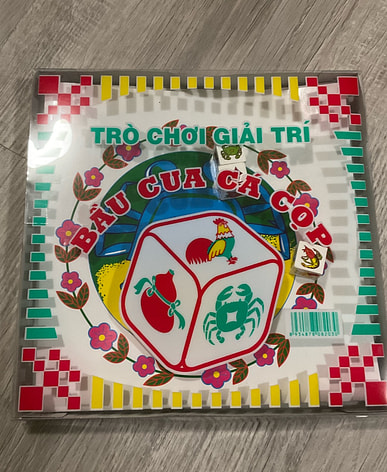 TRÒ CHƠI GIẢI TRÍ
BẦU CUA CÁ CỌP